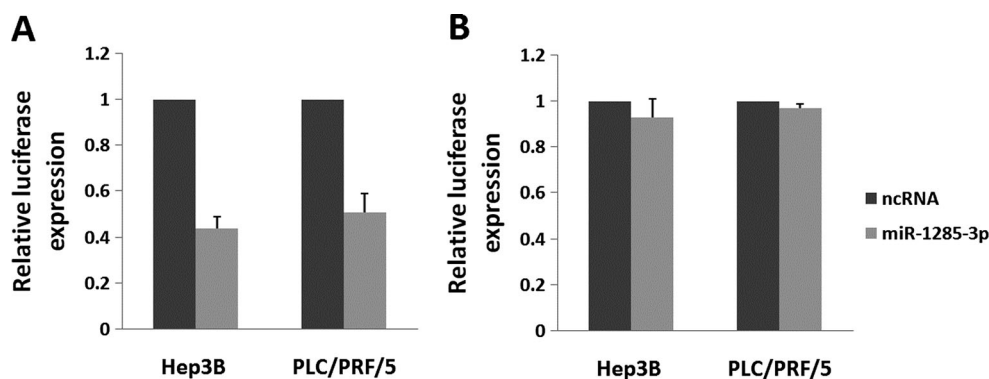 A
Relative luciferase
expression
1.2
1
0.8
0.6
0.4
0.2
0
Hep3B
PLC/PRF/5
B
Relative luciferase
expression
1.2
1
0.8
0.6
0.4
0.2
0
Hep3B
PLC/PRF/5
ncRNA
miR-1285-3p